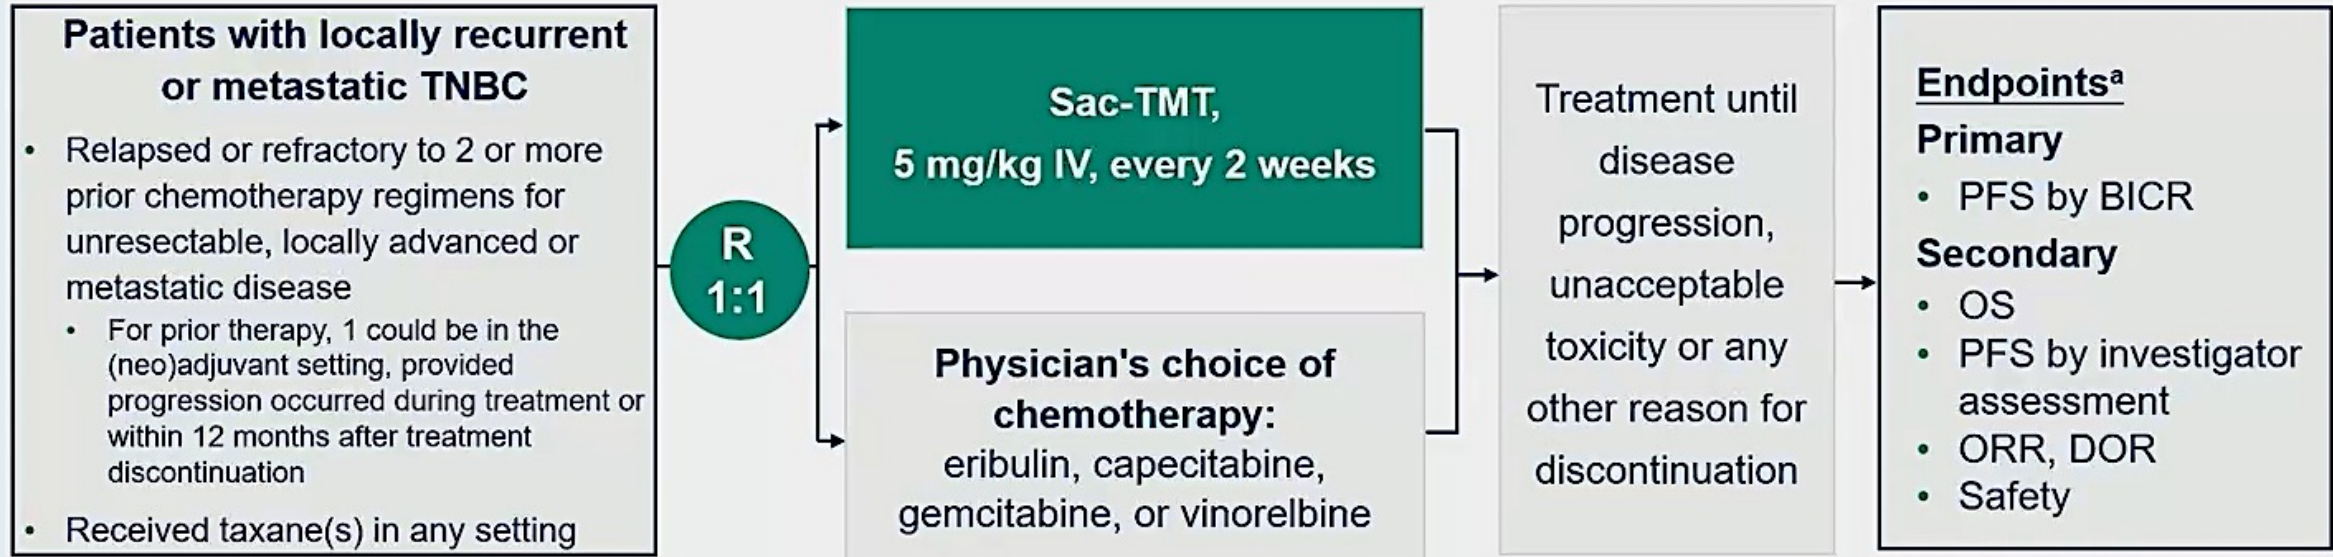 Patients with locally recurrent
or metastatic TNBC
• Relapsed or refractory to 2 or more
prior chemotherapy regimens for
unresectable, locally advanced or
metastatic disease
• For prior therapy, 1 could be in the
(neo)adjuvant setting, provided
progression occurred during treatment or
within 12 months after treatment
discontinuation
• Received taxane(s) in any setting
R
1:1
Sac-TMT,
5 mg/kg IV, every 2 weeks
Physician's choice of
chemotherapy:
eribulin, capecitabine,
gemcitabine, or vinorelbine
Treatment until
disease
progression,
unacceptable
toxicity or any
other reason for
discontinuation
Endpointsᵃ
Primary
• PFS by BICR
Secondary
• OS
• PFS by investigator
assessment
• ORR, DOR
• Safety